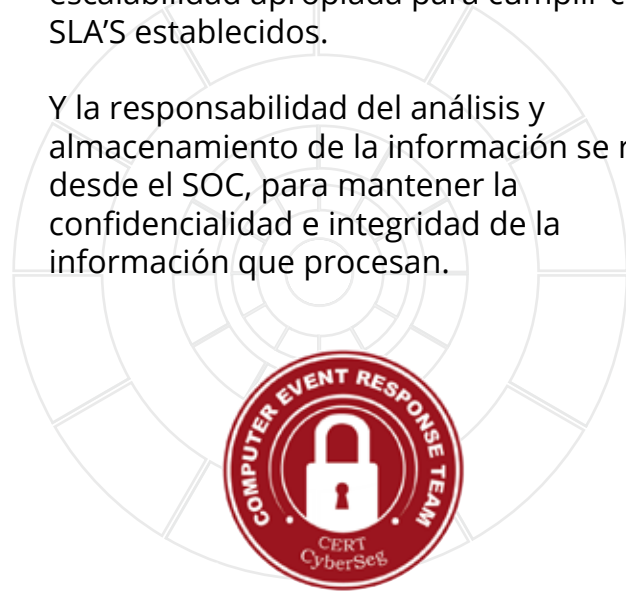 SLA'S establecidos.
Y la responsabilidad del análisis y
almacenamiento de la información se
desde el SOC, para mantener la
confidencialidad e integridad de la
información que procesan.
COMPUTER EVENT RESPONSE TEAM
CERT
CyberSeg